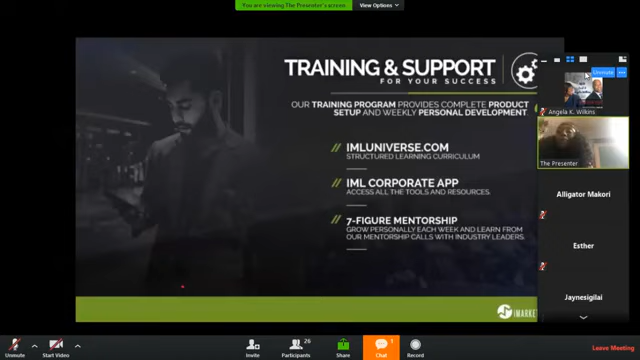 You are viewing The Presenter's screen
View Options
TRAINING & SUPPORT
FOR YOUR SUCCESS
OUR TRAINING PROGRAM PROVIDES COMPLETE PRODUCT
SETUP AND WEEKLY PERSONAL DEVELOPMENT.
// IMLUNIVERSE.COM
STRUCTURED LEARNING CURRICULUM
// IML CORPORATE APP
ACCESS ALL THE TOOLS AND RESOURCES.
// 7-FIGURE MENTORSHIP
GROW PERSONALLY EACH WEEK AND LEARN FROM
OUR MENTORSHIP CALLS WITH INDUSTRY LEADERS.
IMARKET
Unmute
Angela K. Wilkins
The Presenter
Alligator Makori
Esther
Jaynesigilai
Unmute
Start Video
Invite
Participants
26
Share
Chat
1
Record
Leave Meeting